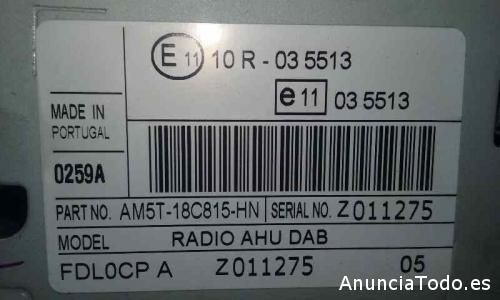 E 11 10 R - 03 5513
e 11 03 5513
MADE IN
PORTUGAL
0259A
PART NO. AM5T-18C815-HN SERIAL NO. Z011275
MODEL RADIO AHU DAB
FDL0CP A Z011275 05
AnunciaTodo.es